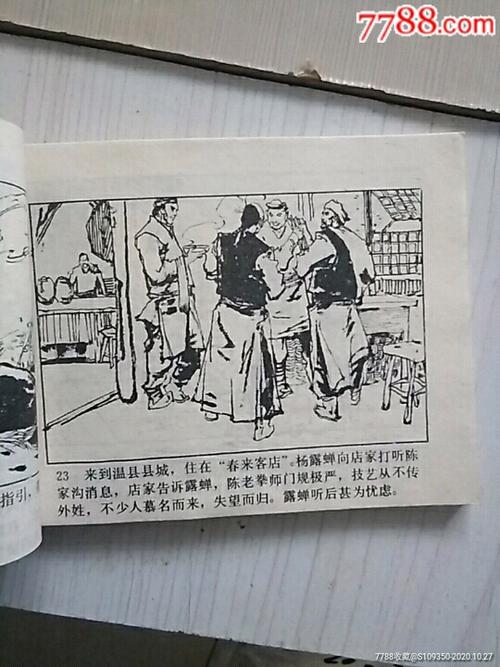 7788.com
23 来到温县县城，住在“春来客店”。杨露蝉向店家打听陈
家沟消息，店家告诉露蝉，陈老拳师门规极严，技艺从不传
外姓，不少人慕名而来，失望而归。露蝉听后甚为忧虑。
指引，
7788收藏@S109350-2020.10.27